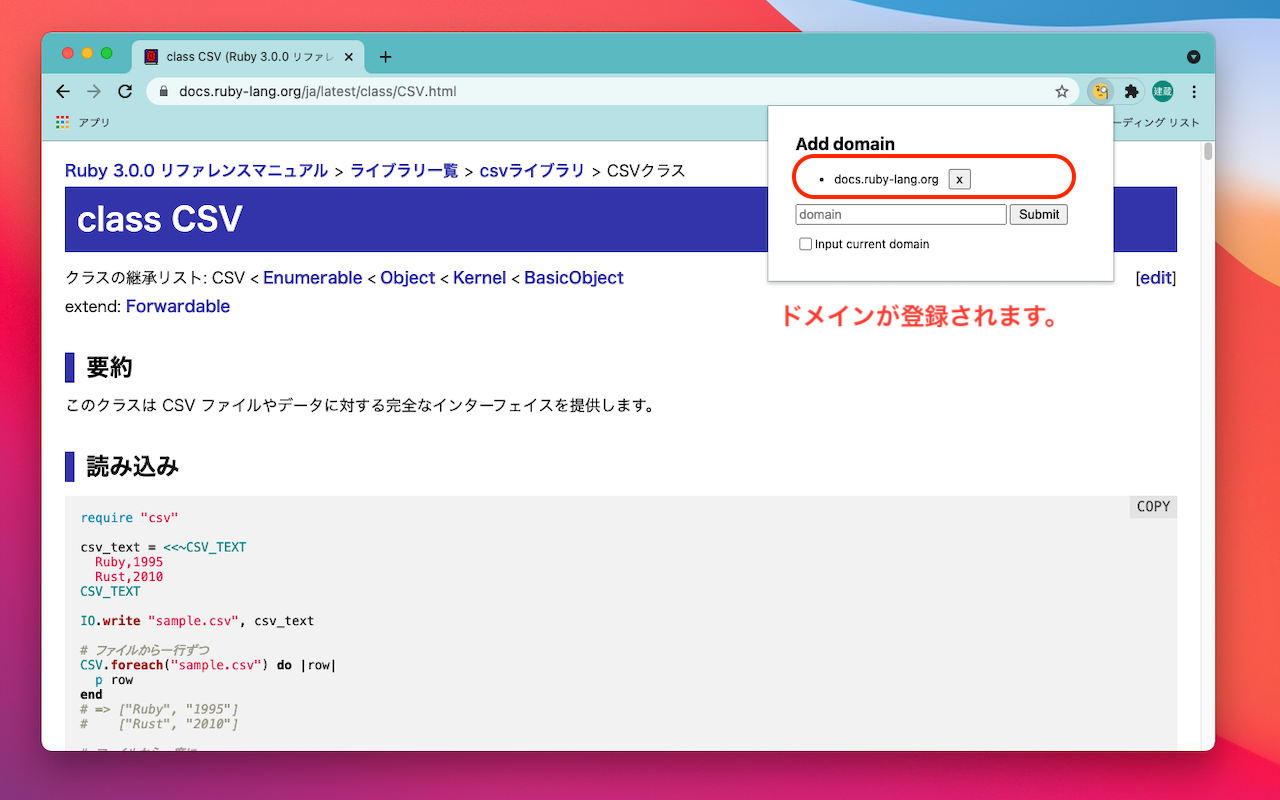 class CSV (Ruby 3.0.0 リファレ
docs.ruby-lang.org/ja/latest/class/CSV.html
建蔵
アプリ
ーディング リスト
Add domain
docs.ruby-lang.org x
domain Submit
Input current domain
ドメインが登録されます。
Ruby 3.0.0 リファレンスマニュアル > ライブラリ一覧 > csvライブラリ > CSVクラス
class CSV
クラスの継承リスト: CSV < Enumerable < Object < Kernel < BasicObject [edit]
extend: Forwardable
要約
このクラスは CSV ファイルやデータに対する完全なインターフェイスを提供します。
読み込み
COPY
require "csv"
csv_text = <<~CSV_TEXT
Ruby,1995
Rust,2010
CSV_TEXT
IO.write "sample.csv", csv_text
# ファイルから一行ずつ
CSV.foreach("sample.csv") do |row|
p row
end
# => ["Ruby", "1995"]
# ["Rust", "2010"]